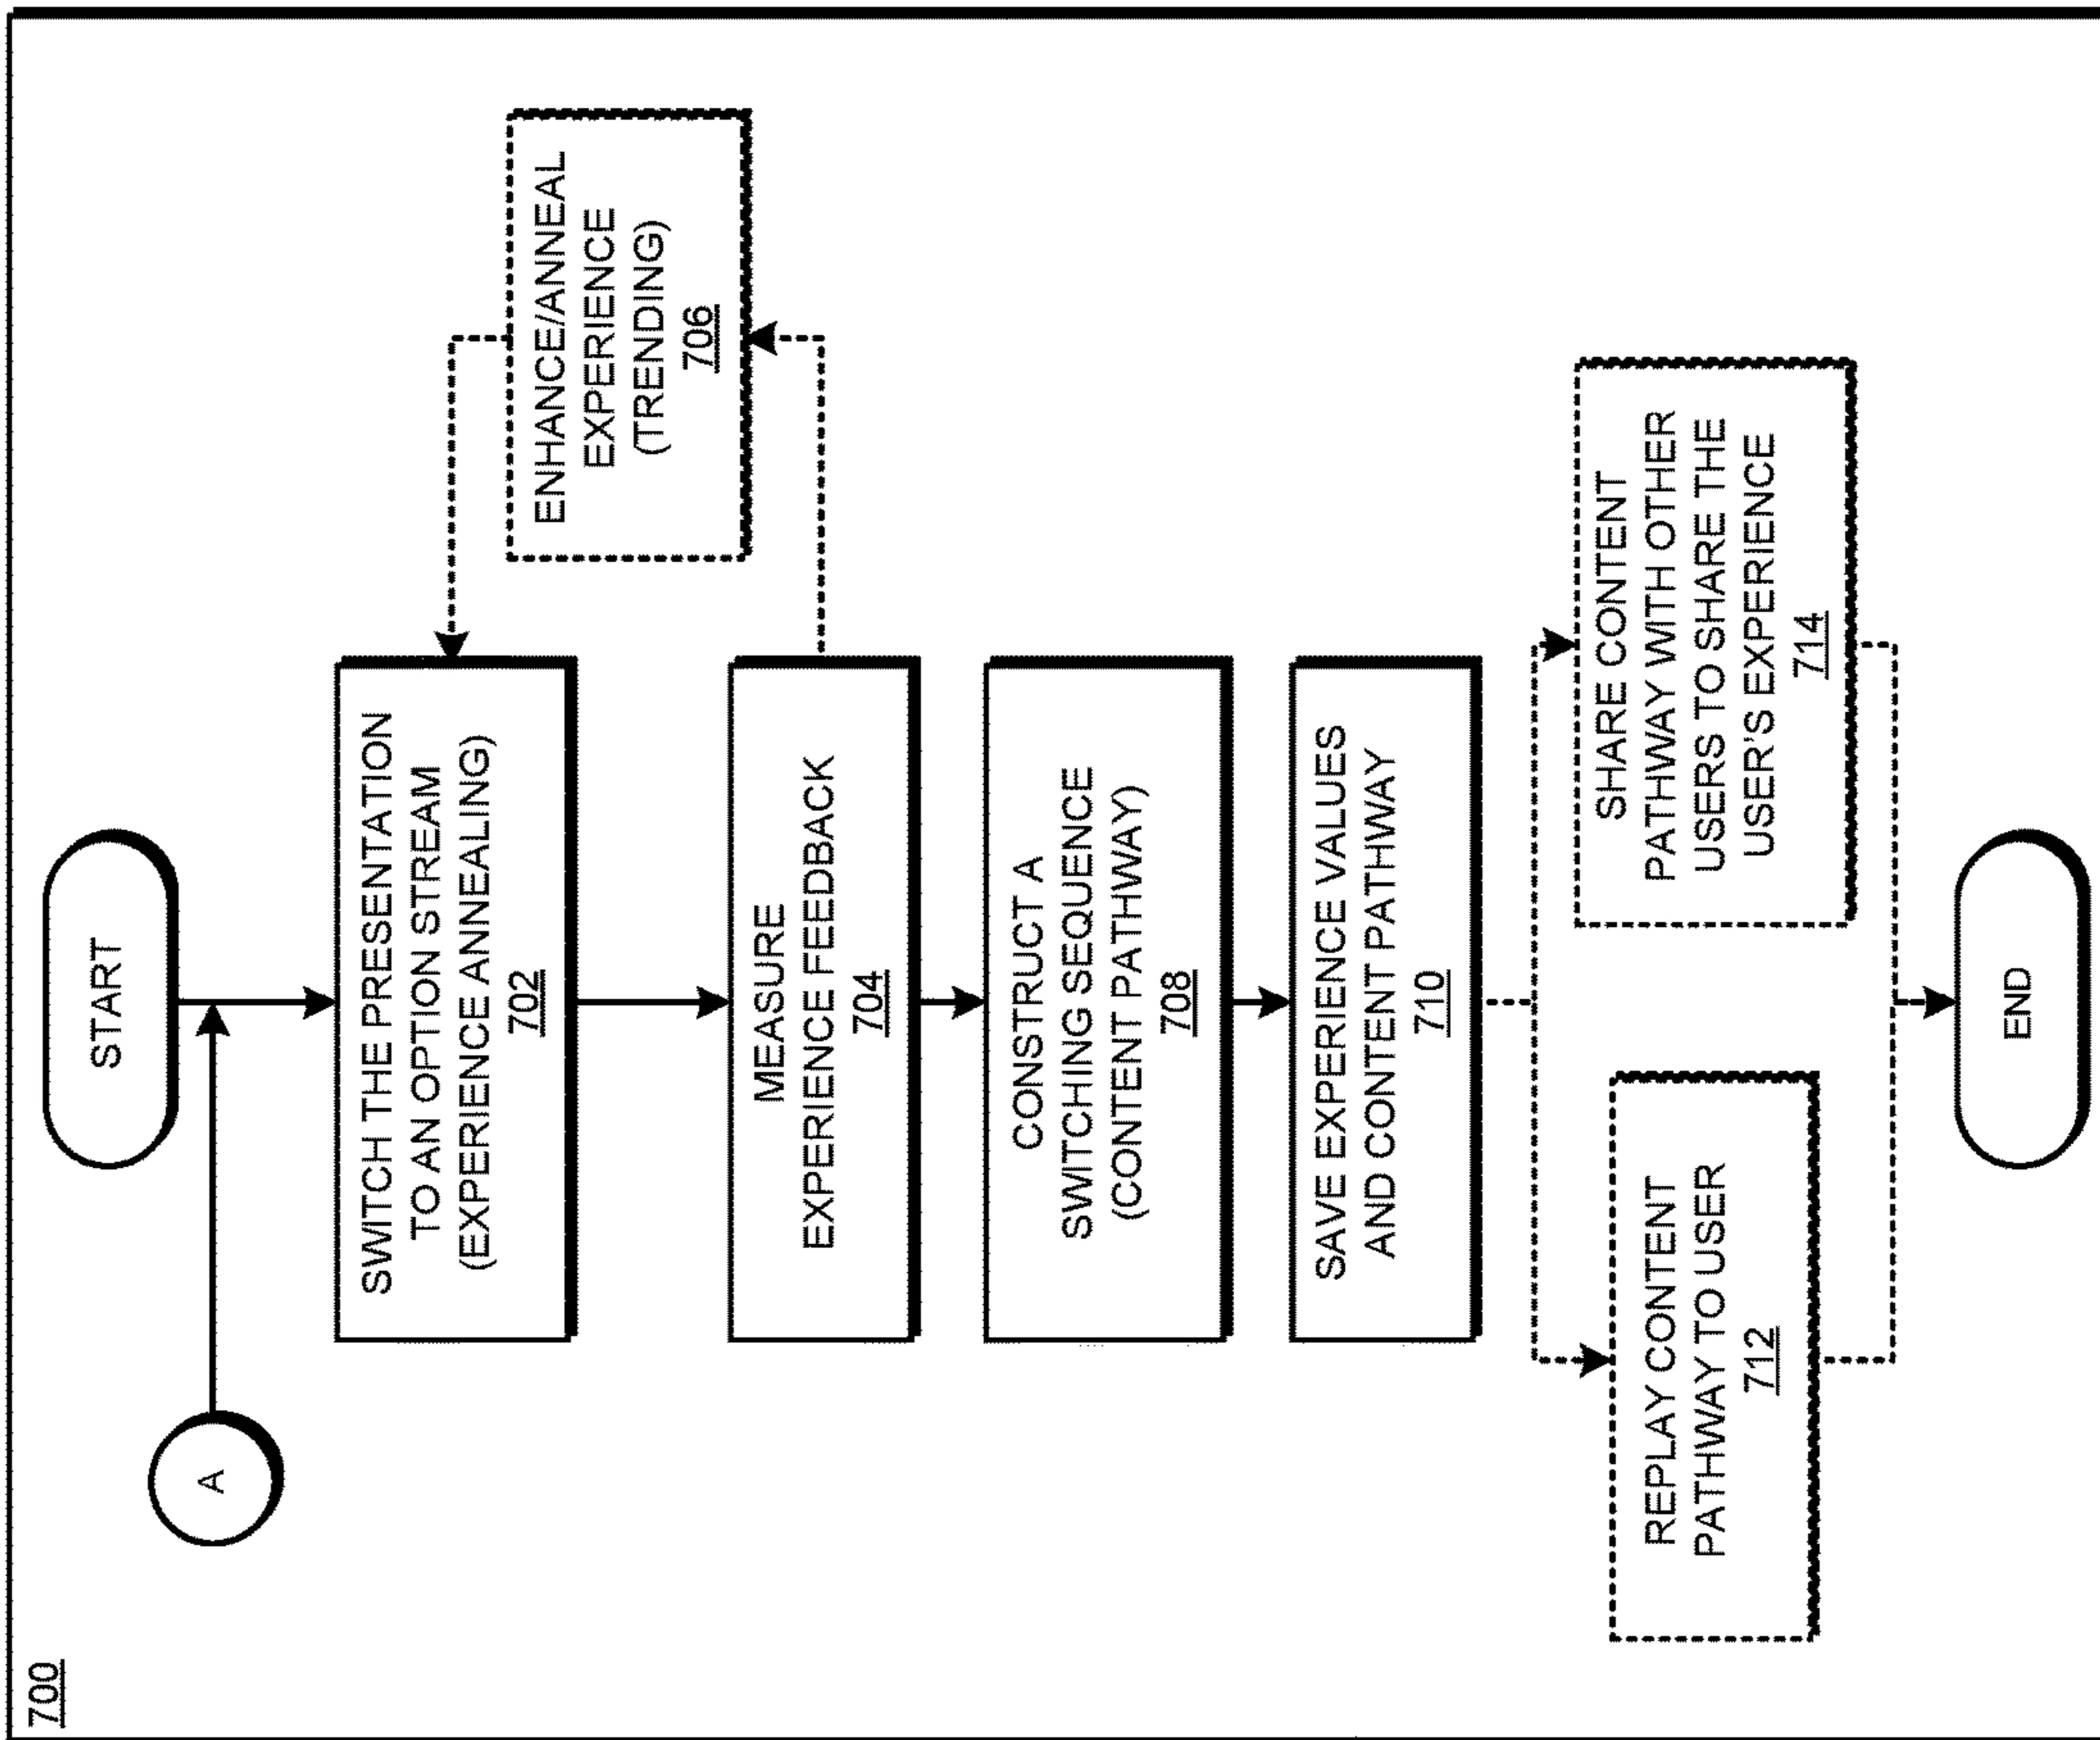 700
START
A
SWITCH THE PRESENTATION
TO AN OPTION STREAM
(EXPERIENCE ANNEALING)
702
ENHANCE/ANNEAL
EXPERIENCE
(TRENDING)
706
MEASURE
EXPERIENCE FEEDBACK
704
CONSTRUCT A
SWITCHING SEQUENCE
(CONTENT PATHWAY)
708
SAVE EXPERIENCE VALUES
AND CONTENT PATHWAY
710
REPLAY CONTENT
PATHWAY TO USER
712
SHARE CONTENT
PATHWAY WITH OTHER
USERS TO SHARE THE
USER'S EXPERIENCE
714
END